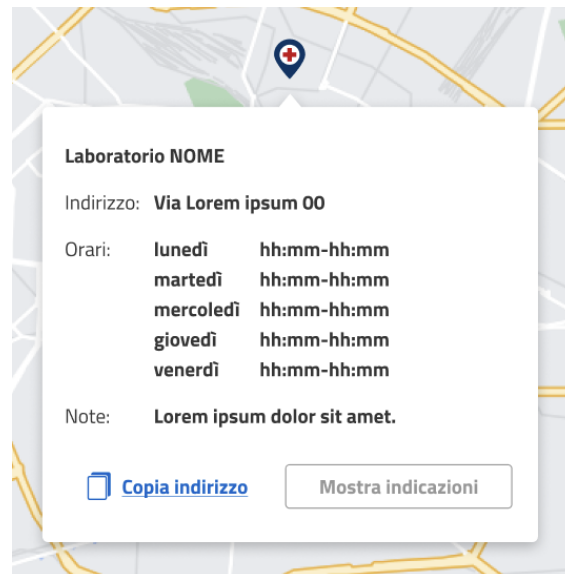 Laboratorio NOME
Indirizzo: Via Lorem ipsum 00
Orari: lunedì hh:mm-hh:mm
martedì hh:mm-hh:mm
mercoledì hh:mm-hh:mm
giovedì hh:mm-hh:mm
venerdì hh:mm-hh:mm
Note: Lorem ipsum dolor sit amet.
Copia indirizzo Mostra indicazioni